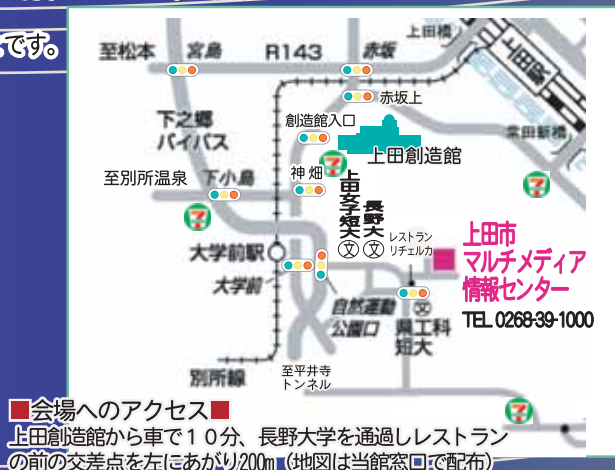 です。
至松本
宮島
R143
赤坂
上田橋
上田駅
赤坂上
創造館入口
常田新橋
下之郷
バイパス
上田創造館
至別所温泉
下小島
神畑
上田女子短大
長野大
文
文
レストラン
リチェルカ
上田市
マルチメディア
情報センター
TEL 0268-39-1000
大学前駅
大学前
自然運動
公園口
文
県工科
短大
別所線
至平井寺
トンネル
■会場へのアクセス■
上田創造館から車で10分、長野大学を通過しレストラン
の前の交差点を左にあがり200m（地図は当館窓口で配布）